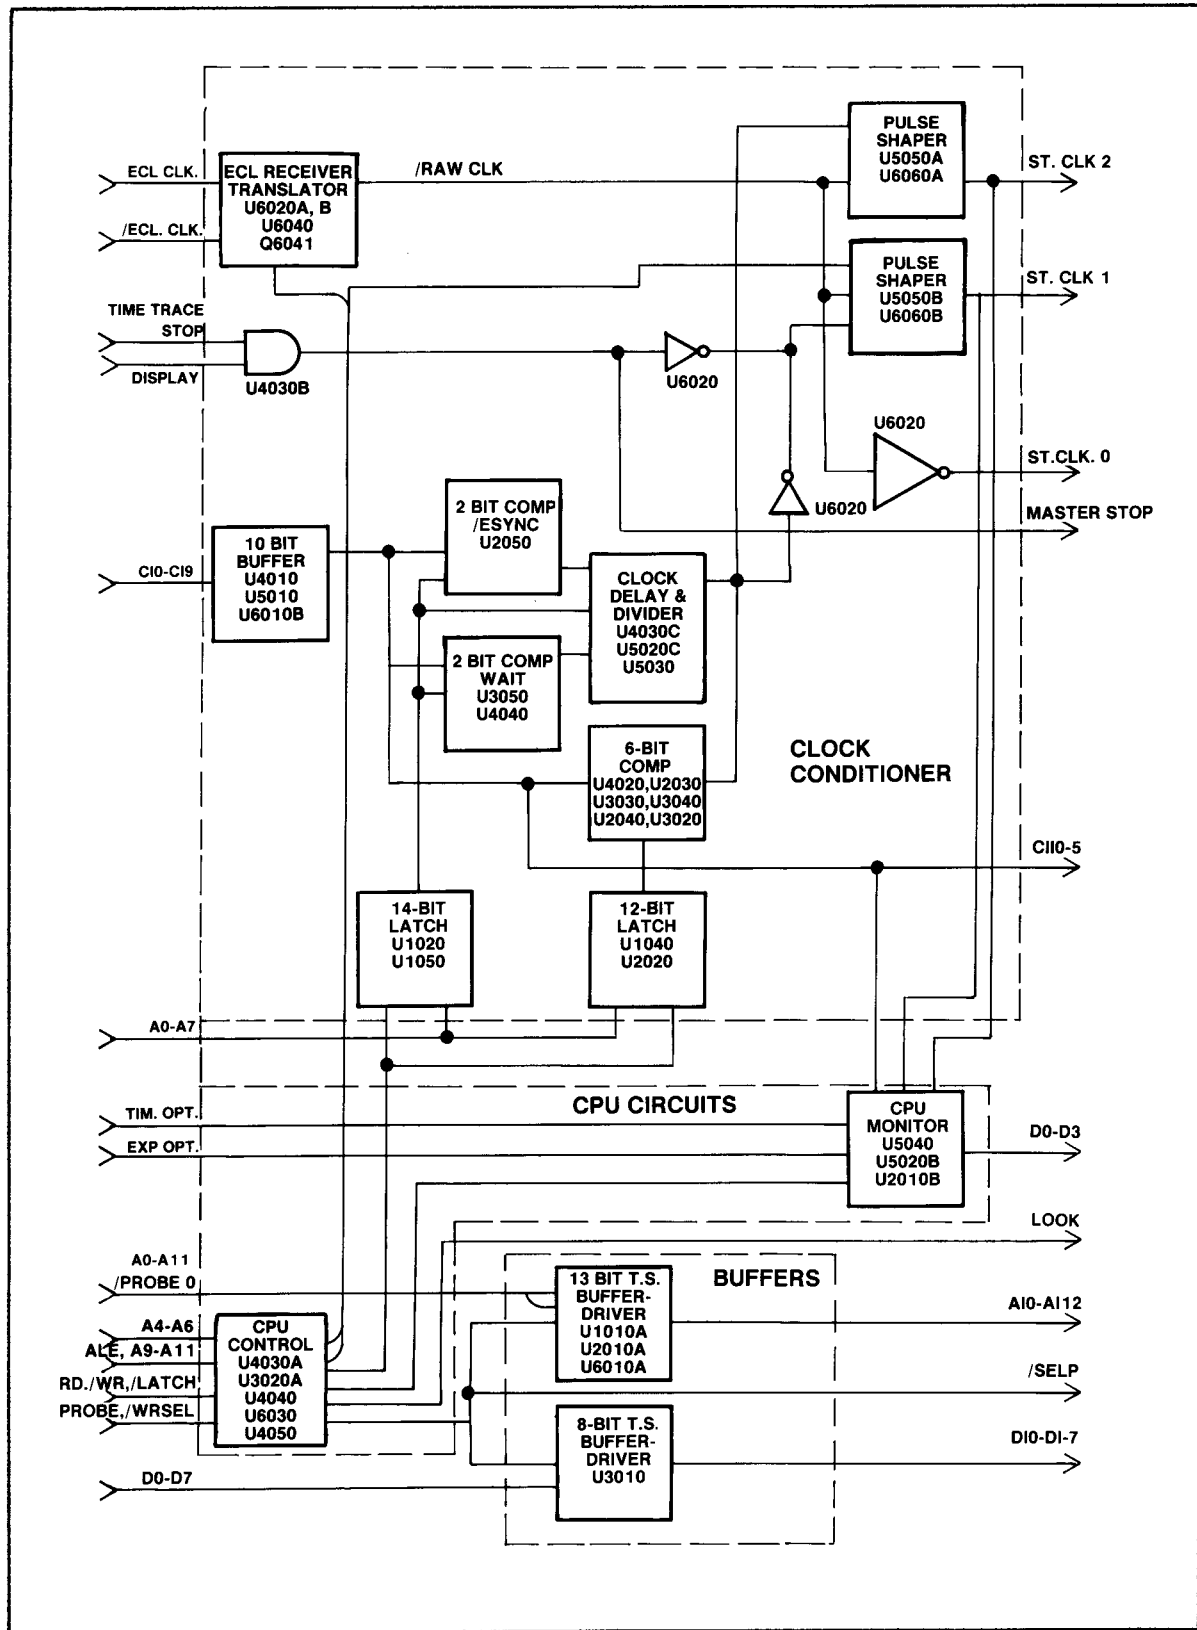 PULSE
SHAPER
U5050A
U6060A
ECL CLK.
ECL RECEIVER
TRANSLATOR
U6020A, B
U6040
Q6041
/RAW CLK
ST. CLK 2
/ECL. CLK.
PULSE
SHAPER
U5050B
U6060B
ST. CLK 1
TIME TRACE
STOP
DISPLAY
U4030B
U6020
U6020
ST.CLK. 0
U6020
MASTER STOP
2 BIT COMP
/ESYNC
U2050
10 BIT
BUFFER
U4010
U5010
U6010B
CI0-CI9
CLOCK
DELAY &
DIVIDER
U4030C
U5020C
U5030
2 BIT COMP
WAIT
U3050
U4040
6-BIT
COMP
U4020,U2030
U3030,U3040
U2040,U3020
CLOCK
CONDITIONER
CII0-5
14-BIT
LATCH
U1020
U1050
12-BIT
LATCH
U1040
U2020
A0-A7
CPU CIRCUITS
TIM. OPT.
EXP OPT.
CPU
MONITOR
U5040
U5020B
U2010B
D0-D3
LOOK
A0-A11
/PROBE 0
BUFFERS
13 BIT T.S.
BUFFER-
DRIVER
U1010A
U2010A
U6010A
AI0-AI12
A4-A6
ALE, A9-A11
RD./WR,/LATCH
PROBE,/WRSEL
CPU
CONTROL
U4030A
U3020A
U4040
U6030
U4050
/SELP
8-BIT T.S.
BUFFER-
DRIVER
U3010
DI0-DI-7
D0-D7